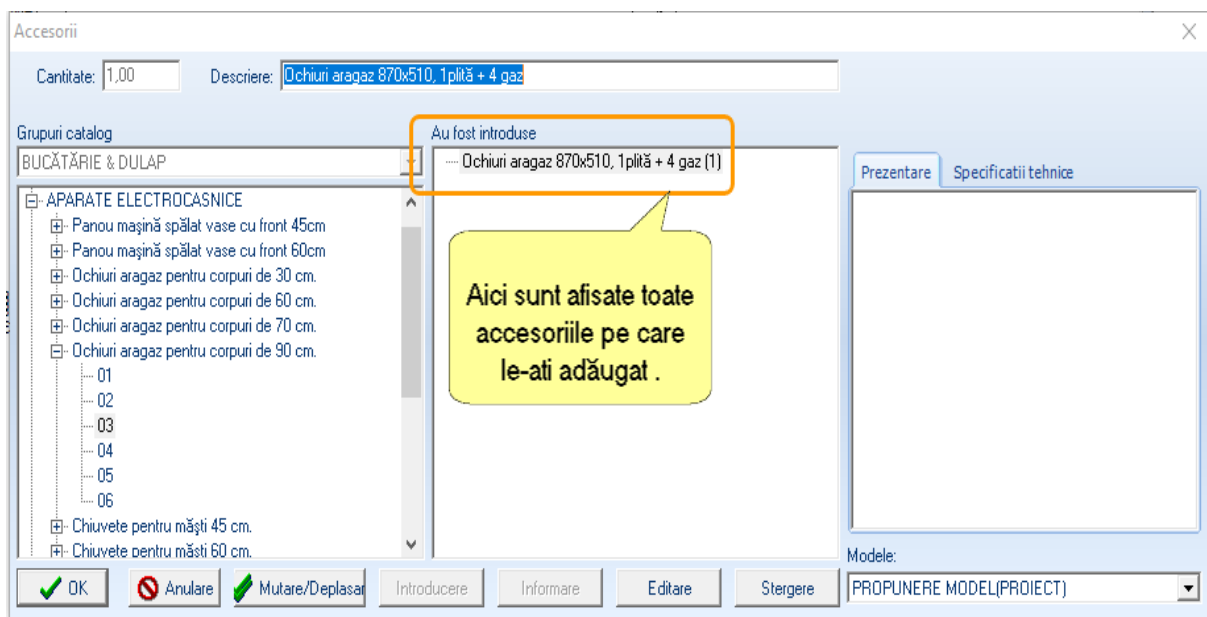 Accesorii
Cantitate: 1,00 Descriere: Ochiuri aragaz 870x510, 1plită + 4 gaz
Grupuri catalog
BUCĂTĂRIE & DULAP
APARATE ELECTROCASNICE
Panou mașină spălat vase cu front 45cm
Panou mașină spălat vase cu front 60cm
Ochiuri aragaz pentru corpuri de 30 cm.
Ochiuri aragaz pentru corpuri de 60 cm.
Ochiuri aragaz pentru corpuri de 70 cm.
Ochiuri aragaz pentru corpuri de 90 cm.
01
02
03
04
05
06
Chiuvete pentru măști 45 cm.
Chiuvete pentru măști 60 cm.
Au fost introduse
Ochiuri aragaz 870x510, 1plită + 4 gaz (1)
Aici sunt afisate toate
accesoriile pe care
le-ati adăugat .
Prezentare Specificatii tehnice
Modele:
PROPUNERE MODEL(PROIECT)
OK Anulare Mutare/Deplasar Introducere Informare Editare Stergere